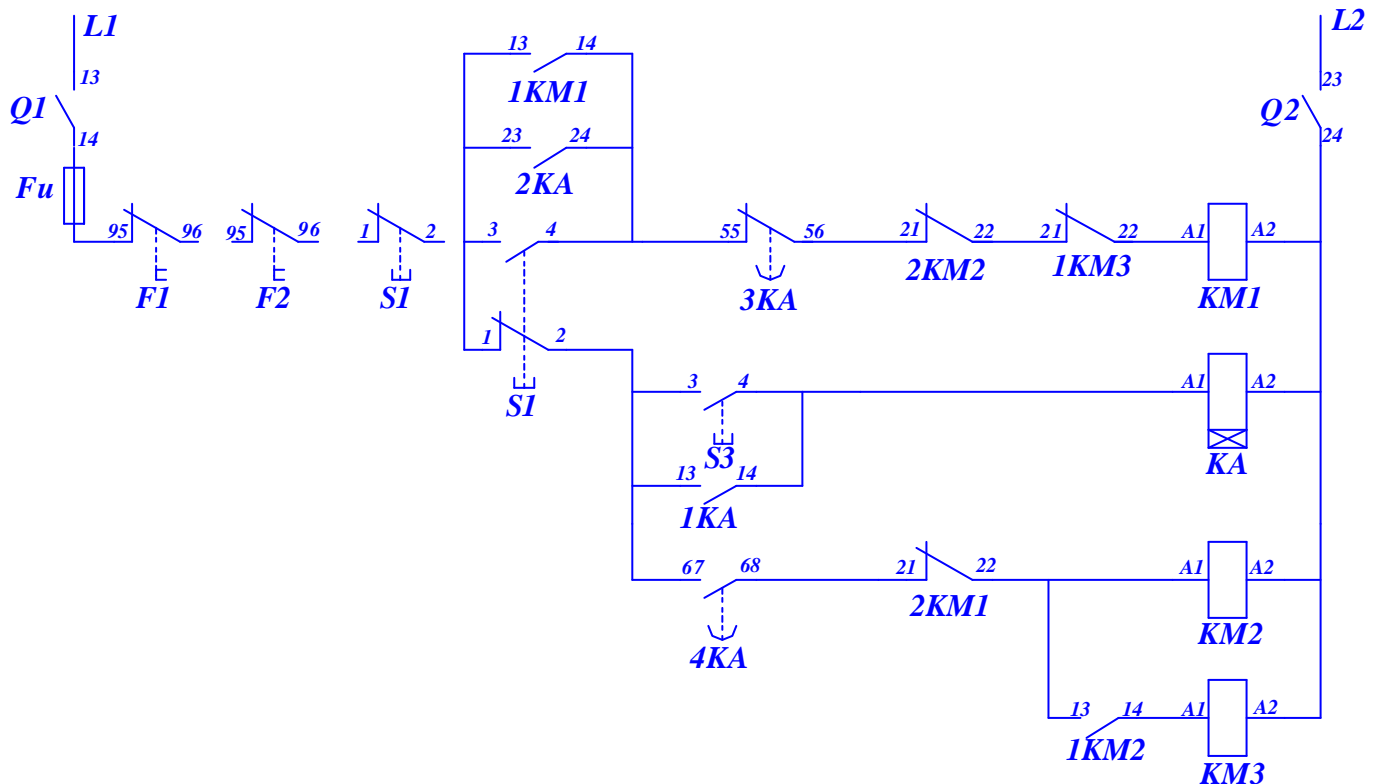 L1
L2
13
Q1
14
Fu
23
Q2
24
13 14
1KM1
23 24
2KA
95 96
F1
95 96
F2
1 2
S1
3 4
55 56
3KA
21 22
2KM2
21 22
1KM3
A1 A2
KM1
1 2
S1
3 4
S3
A1 A2
KA
13 14
1KA
67 68
4KA
21 22
2KM1
A1 A2
KM2
13 14
1KM2
A1 A2
KM3